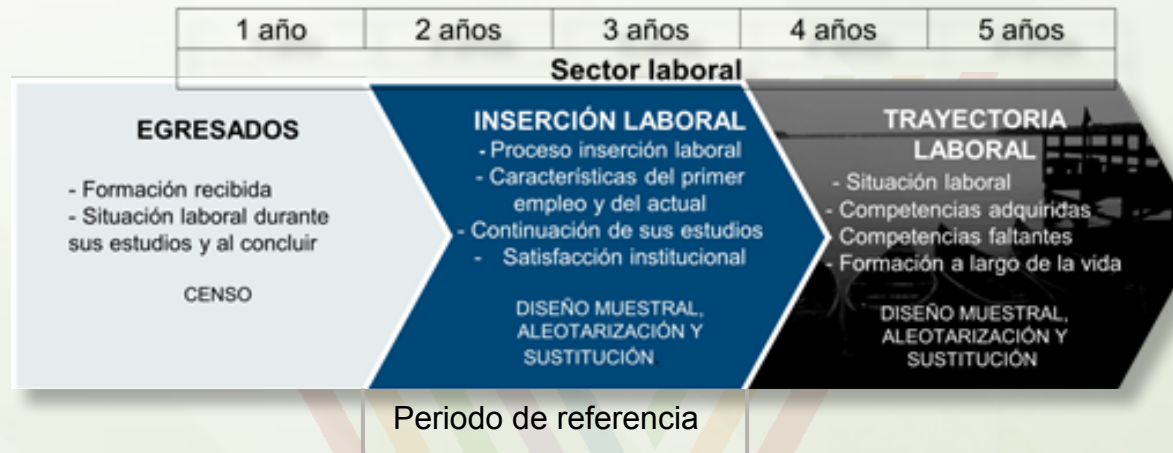 1 año 2 años 3 años 4 años 5 años
Sector laboral
EGRESADOS
- Formación recibida
- Situación laboral durante
sus estudios y al concluir
CENSO
INSERCIÓN LABORAL
- Proceso inserción laboral
- Características del primer
empleo y del actual
- Continuación de sus estudios
- Satisfacción institucional
DISEÑO MUESTRAL,
ALEOTARIZACIÓN Y
SUSTITUCIÓN.
TRAYECTORIA
LABORAL
- Situación laboral
- Competencias adquiridas
- Competencias faltantes
- Formación a largo de la vida
DISEÑO MUESTRAL,
ALEOTARIZACIÓN Y
SUSTITUCIÓN
Periodo de referencia